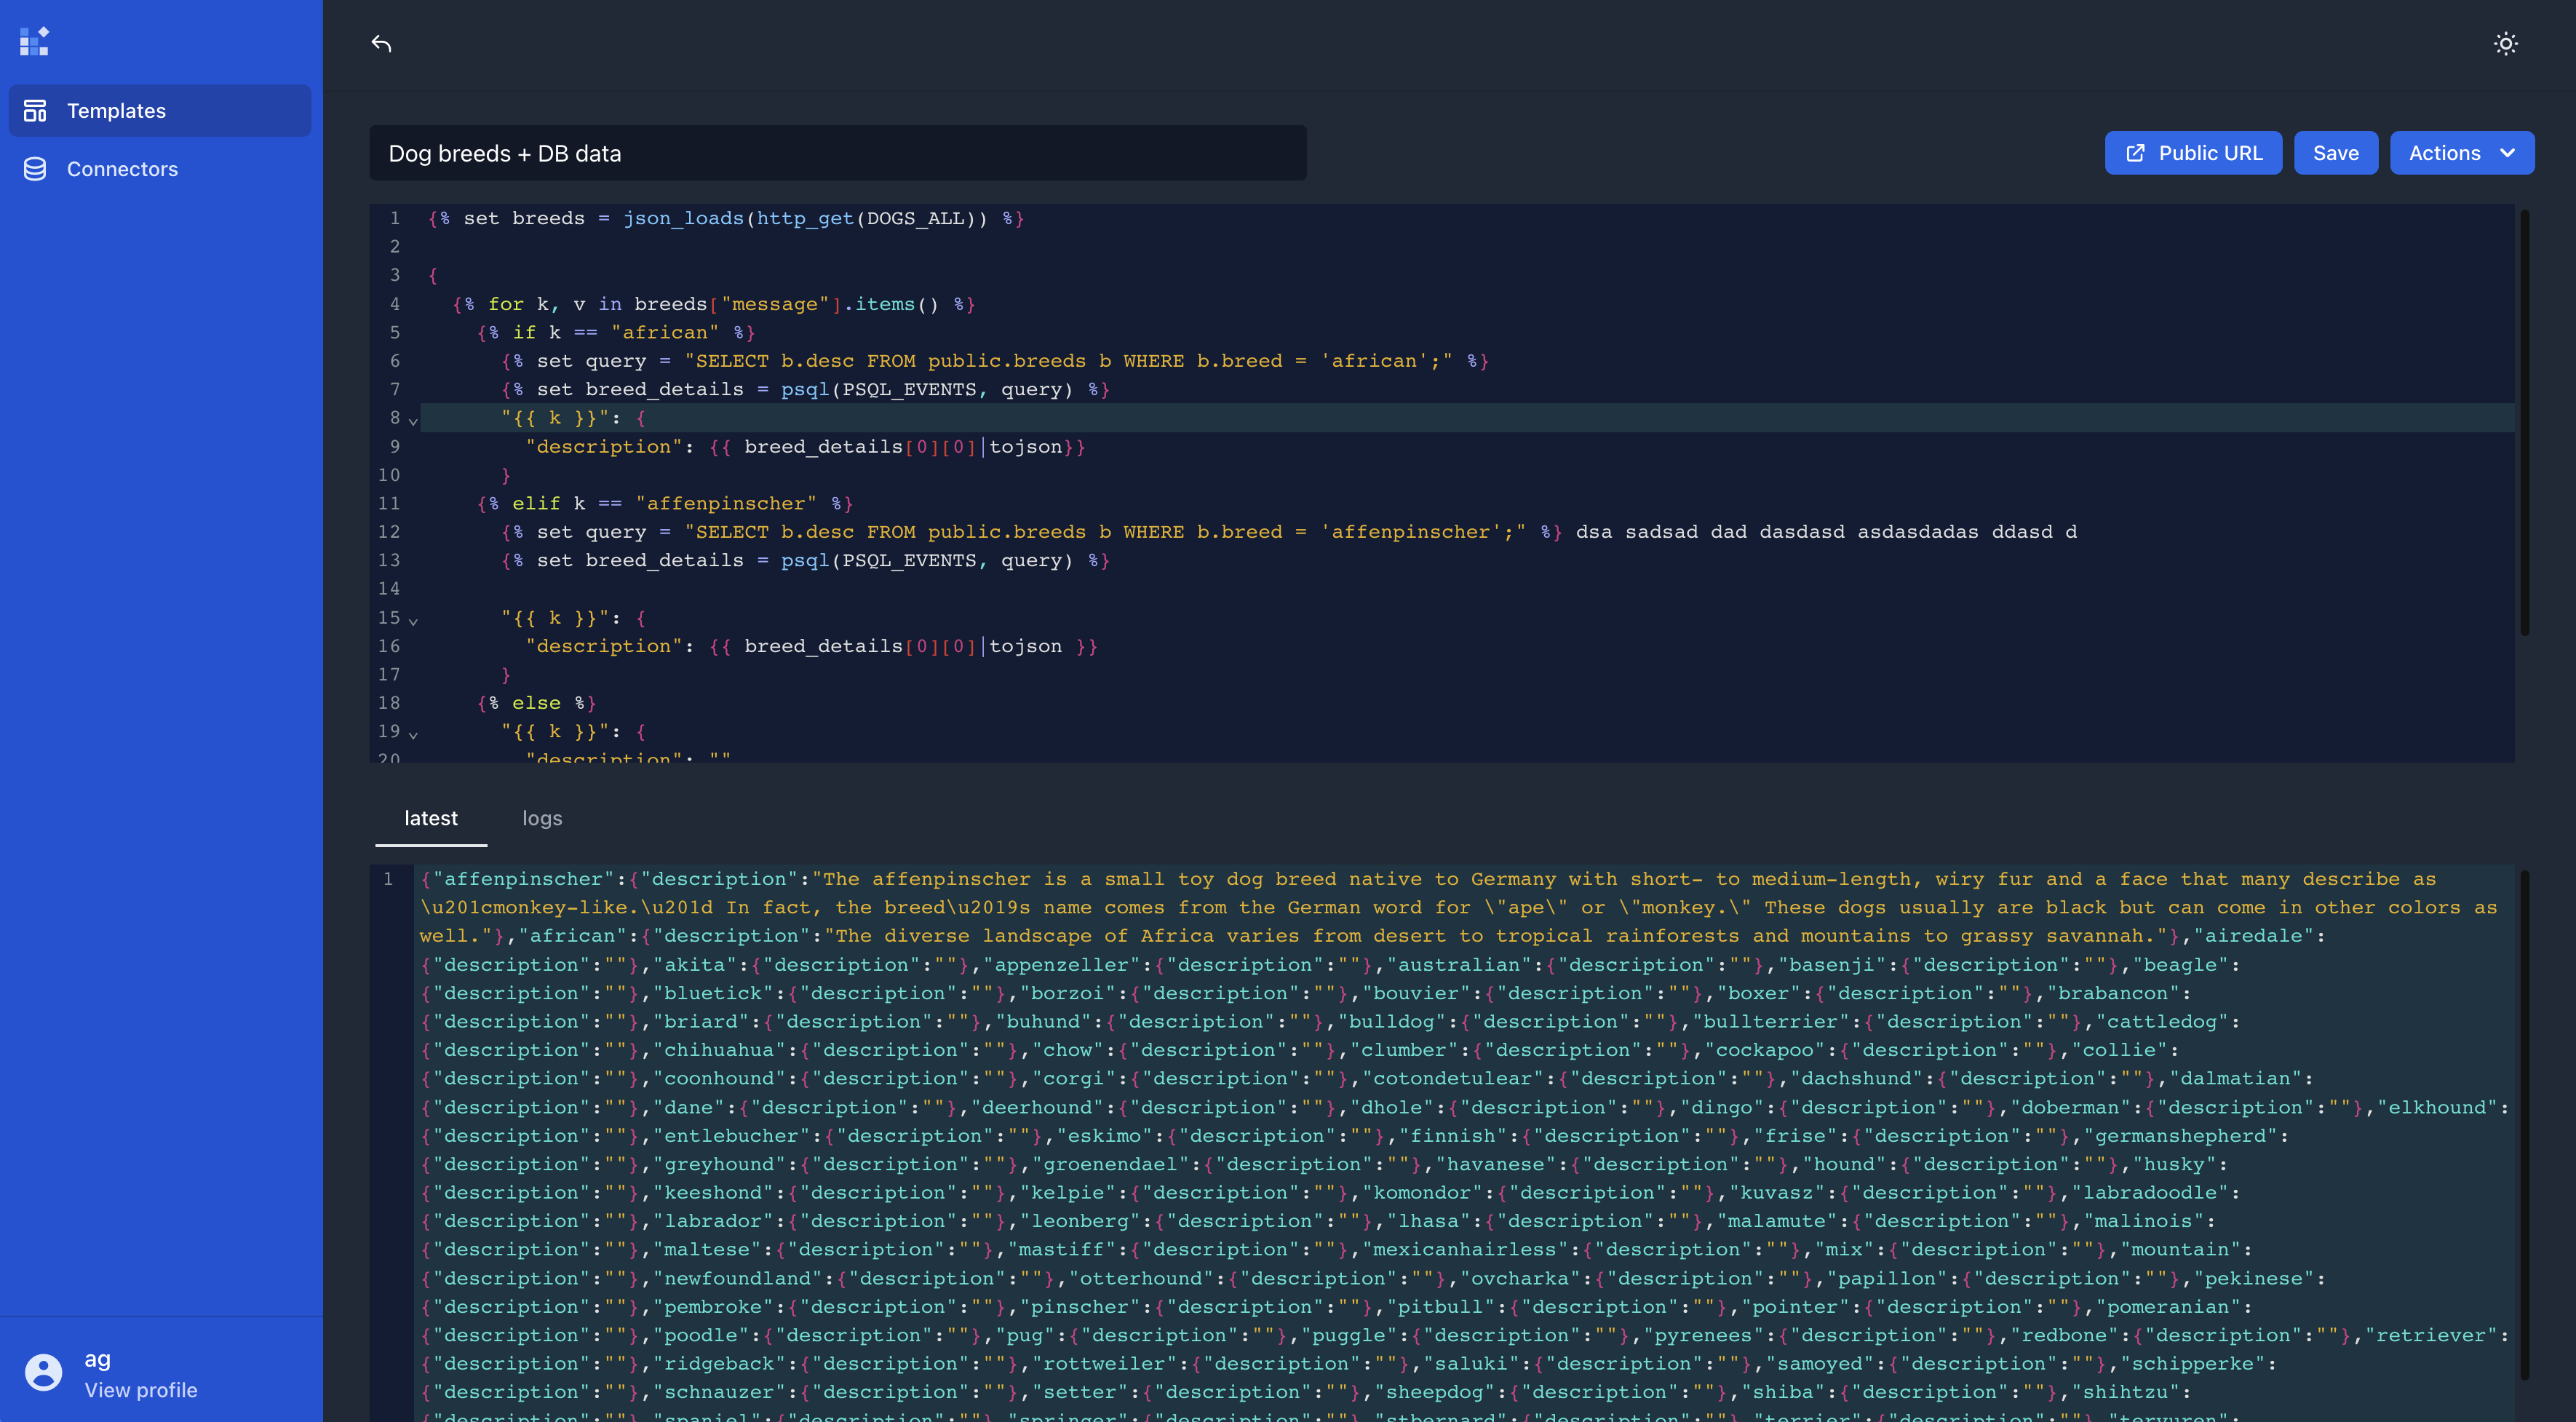 Templates
Connectors
Dog breeds + DB data
Public URL
Save
Actions
1 {% set breeds = json_loads(http_get(DOGS_ALL)) %}
2
3 {
4 {% for k, v in breeds["message"].items() %}
5 {% if k == "african" %}
6 {% set query = "SELECT b.desc FROM public.breeds b WHERE b.breed = 'african';" %}
7 {% set breed_details = psql(PSQL_EVENTS, query) %}
8 "{{ k }}": {
9 "description": {{ breed_details[0][0]|tojson}}
10 }
11 {% elif k == "affenpinscher" %}
12 {% set query = "SELECT b.desc FROM public.breeds b WHERE b.breed = 'affenpinscher';" %} dsa sadsad dad dasdasd asdasdadas ddasd d
13 {% set breed_details = psql(PSQL_EVENTS, query) %}
14
15 "{{ k }}": {
16 "description": {{ breed_details[0][0]|tojson }}
17 }
18 {% else %}
19 "{{ k }}": {
20 "description": ""
latest
logs
1 {"affenpinscher":{"description":"The affenpinscher is a small toy dog breed native to Germany with short- to medium-length, wiry fur and a face that many describe as
\u201cmonkey-like.\u201d In fact, the breed\u2019s name comes from the German word for \"ape\" or \"monkey.\" These dogs usually are black but can come in other colors as
well."},"african":{"description":"The diverse landscape of Africa varies from desert to tropical rainforests and mountains to grassy savannah."},"airedale":
{"description":""},"akita":{"description":""},"appenzeller":{"description":""},"australian":{"description":""},"basenji":{"description":""},"beagle":
{"description":""},"bluetick":{"description":""},"borzoi":{"description":""},"bouvier":{"description":""},"boxer":{"description":""},"brabancon":
{"description":""},"briard":{"description":""},"buhund":{"description":""},"bulldog":{"description":""},"bullterrier":{"description":""},"cattledog":
{"description":""},"chihuahua":{"description":""},"chow":{"description":""},"clumber":{"description":""},"cockapoo":{"description":""},"collie":
{"description":""},"coonhound":{"description":""},"corgi":{"description":""},"cotondetulear":{"description":""},"dachshund":{"description":""},"dalmatian":
{"description":""},"dane":{"description":""},"deerhound":{"description":""},"dhole":{"description":""},"dingo":{"description":""},"doberman":{"description":""},"elkhound":
{"description":""},"entlebucher":{"description":""},"eskimo":{"description":""},"finnish":{"description":""},"frise":{"description":""},"germanshepherd":
{"description":""},"greyhound":{"description":""},"groenendael":{"description":""},"havanese":{"description":""},"hound":{"description":""},"husky":
{"description":""},"keeshond":{"description":""},"kelpie":{"description":""},"komondor":{"description":""},"kuvasz":{"description":""},"labradoodle":
{"description":""},"labrador":{"description":""},"leonberg":{"description":""},"lhasa":{"description":""},"malamute":{"description":""},"malinois":
{"description":""},"maltese":{"description":""},"mastiff":{"description":""},"mexicanhairless":{"description":""},"mix":{"description":""},"mountain":
{"description":""},"newfoundland":{"description":""},"otterhound":{"description":""},"ovcharka":{"description":""},"papillon":{"description":""},"pekinese":
{"description":""},"pembroke":{"description":""},"pinscher":{"description":""},"pitbull":{"description":""},"pointer":{"description":""},"pomeranian":
{"description":""},"poodle":{"description":""},"pug":{"description":""},"puggle":{"description":""},"pyrenees":{"description":""},"redbone":{"description":""},"retriever":
{"description":""},"ridgeback":{"description":""},"rottweiler":{"description":""},"saluki":{"description":""},"samoyed":{"description":""},"schipperke":
{"description":""},"schnauzer":{"description":""},"setter":{"description":""},"sheepdog":{"description":""},"shiba":{"description":""},"shihtzu":
{"description":""},"spaniel":{"description":""},"springer":{"description":""},"stbernard":{"description":""},"terrier":{"description":""},"tervuren":
ag
View profile